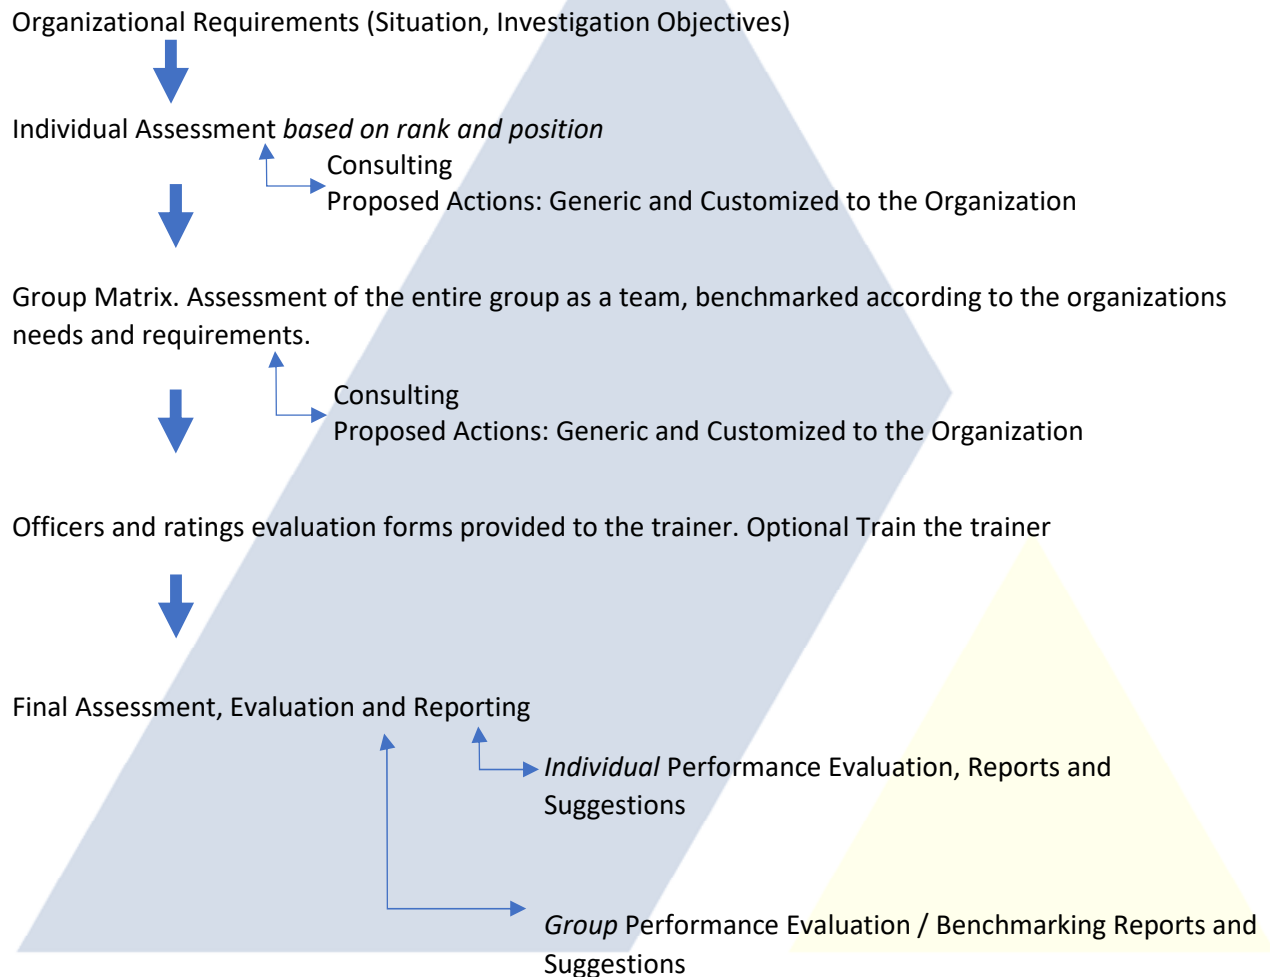 Organizational Requirements (Situation, Investigation Objectives)
Individual Assessment based on rank and position
Consulting
Proposed Actions: Generic and Customized to the Organization
Group Matrix. Assessment of the entire group as a team, benchmarked according to the organizations
needs and requirements.
Consulting
Proposed Actions: Generic and Customized to the Organization
Officers and ratings evaluation forms provided to the trainer. Optional Train the trainer
Final Assessment, Evaluation and Reporting
Individual Performance Evaluation, Reports and
Suggestions
Group Performance Evaluation / Benchmarking Reports and
Suggestions